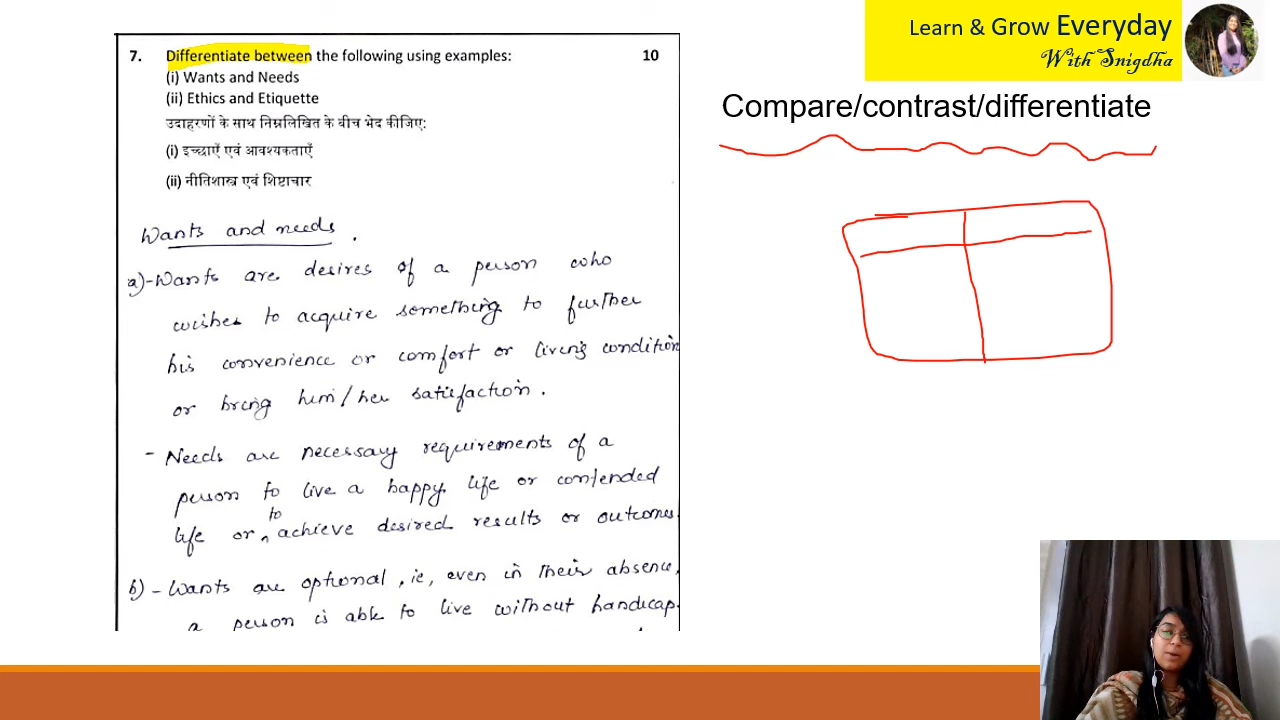 Learn & Grow Everyday
With Snigdha
7. Differentiate between the following using examples: 10
(i) Wants and Needs
(ii) Ethics and Etiquette
उदाहरणों के साथ निम्नलिखित के बीच भेद कीजिए:
(i) इच्छाएँ एवं आवश्यकताएँ
(ii) नीतिशास्त्र एवं शिष्टाचार
Wants and needs.
a)-Wants are desires of a person who
wishes to acquire something to further
his convenience or comfort or living condition
or bring him/her satisfaction.
- Needs are necessary requirements of a
person to live a happy life or contended
life or to achieve desired results or outcomes.
b) - Wants are optional, ie, even in their absence,
a person is able to live without handicap.
Compare/contrast/differentiate